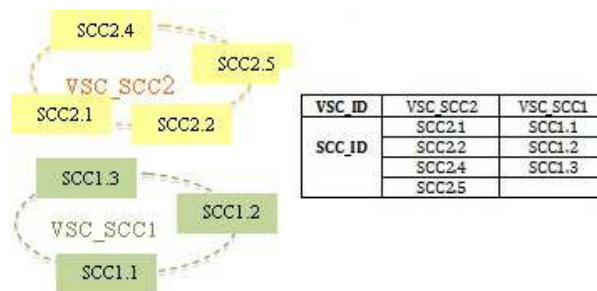 SCC2.4
SCC2.5
VSC_SCC2
SCC2.1
SCC2.2
SCC1.3
SCC1.2
VSC_SCC1
SCC1.1
VSC_ID VSC_SCC2 VSC_SCC1
SCC_ID SCC2.1 SCC1.1
SCC2.2 SCC1.2
SCC2.4 SCC1.3
SCC2.5